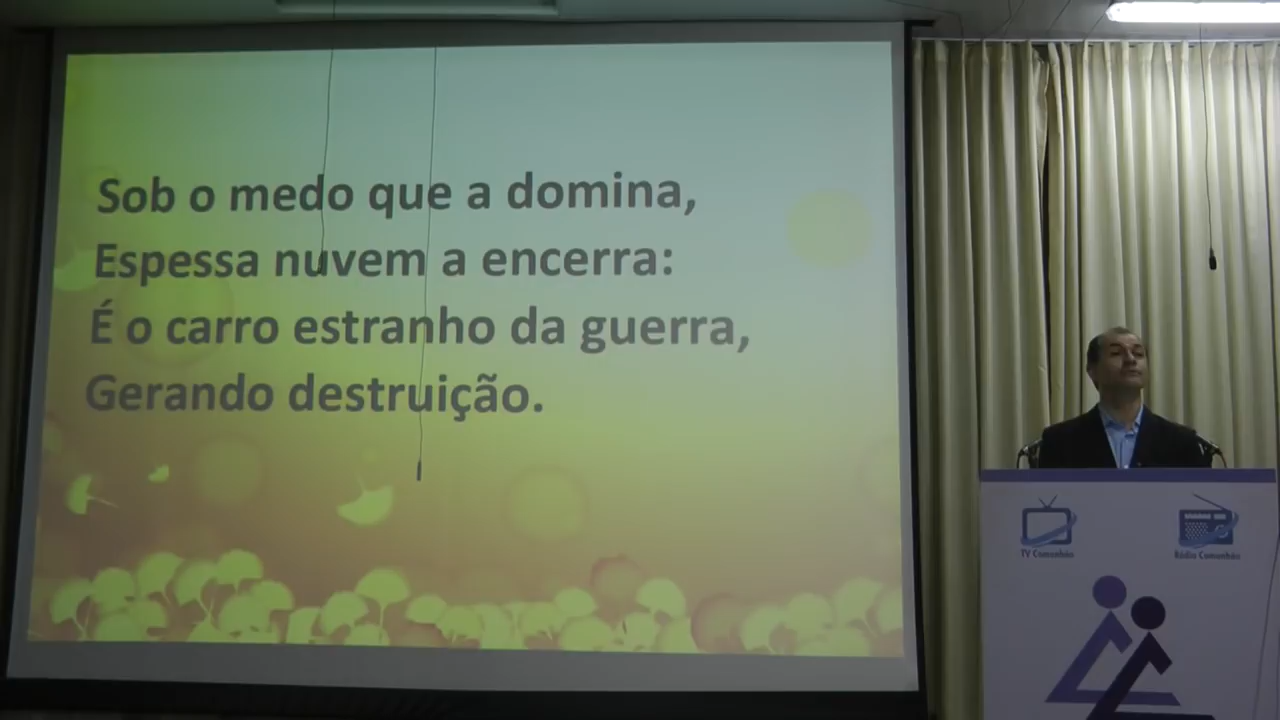 Sob o medo que a domina,
Espessa nuvem a encerra:
É o carro estranho da guerra,
Gerando destruição.
TV Comunhão
Rádio Comunhão